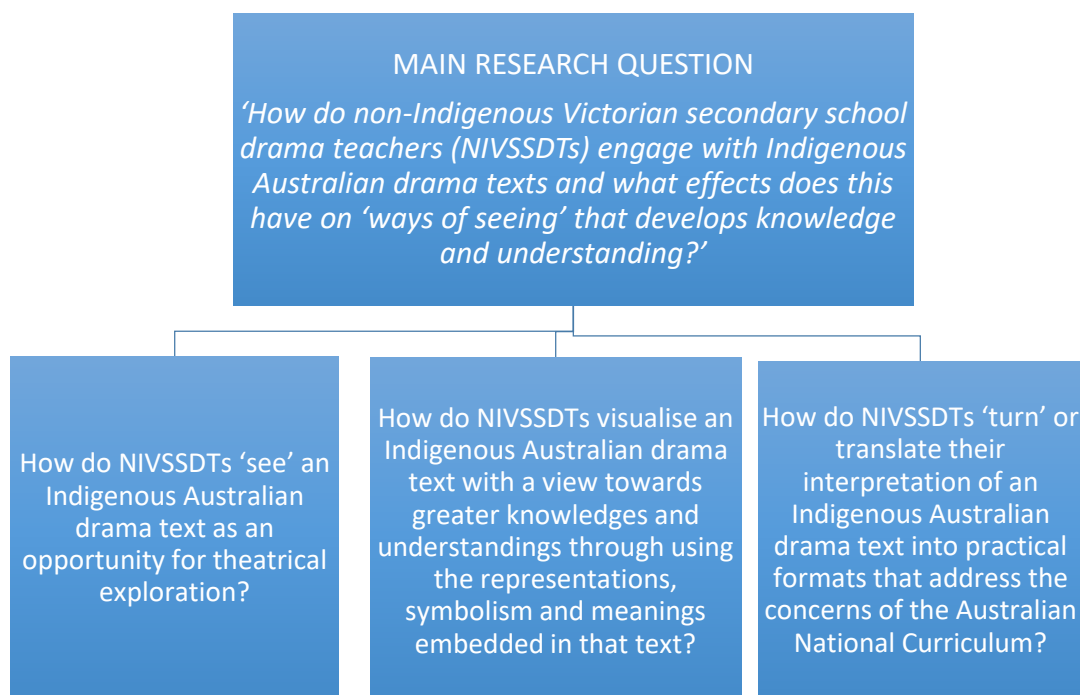 MAIN RESEARCH QUESTION
‘How do non-Indigenous Victorian secondary school
drama teachers (NIVSSDTs) engage with Indigenous
Australian drama texts and what effects does this
have on ‘ways of seeing’ that develops knowledge
and understanding?’
How do NIVSSDTs ‘see’ an
Indigenous Australian
drama text as an
opportunity for theatrical
exploration?
How do NIVSSDTs visualise an
Indigenous Australian drama
text with a view towards
greater knowledges and
understandings through using
the representations,
symbolism and meanings
embedded in that text?
How do NIVSSDTs ‘turn’ or
translate their
interpretation of an
Indigenous Australian
drama text into practical
formats that address the
concerns of the Australian
National Curriculum?